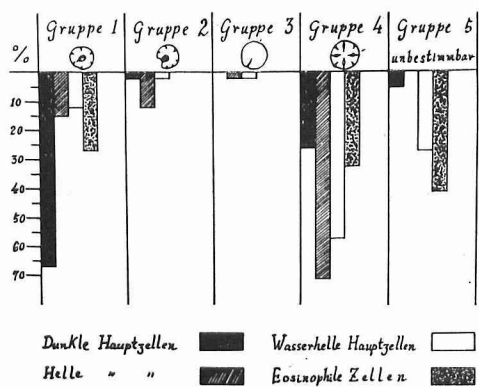 Gruppe 1 Gruppe 2 Gruppe 3 Gruppe 4 Gruppe 5
%
unbestimmbar
10
20
30
40
50
60
70
Dunkle Hauptzellen Wasserhelle Hauptzellen
Helle " " Eosinophile Zellen